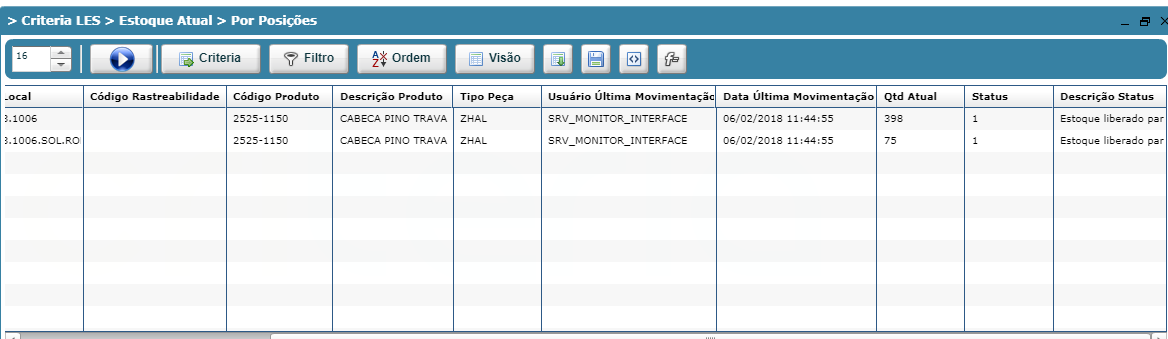 > Criteria LES > Estoque Atual > Por Posições
16 Criteria Filtro Ordem Visão
Local Código Rastreabilidade Código Produto Descrição Produto Tipo Peça Usuário Última Movimentação Data Última Movimentação Qtd Atual Status Descrição Status
3.1006 2525-1150 CABECA PINO TRAVA ZHAL SRV_MONITOR_INTERFACE 06/02/2018 11:44:55 398 1 Estoque liberado par
3.1006.SOL.RO 2525-1150 CABECA PINO TRAVA ZHAL SRV_MONITOR_INTERFACE 06/02/2018 11:44:55 75 1 Estoque liberado par